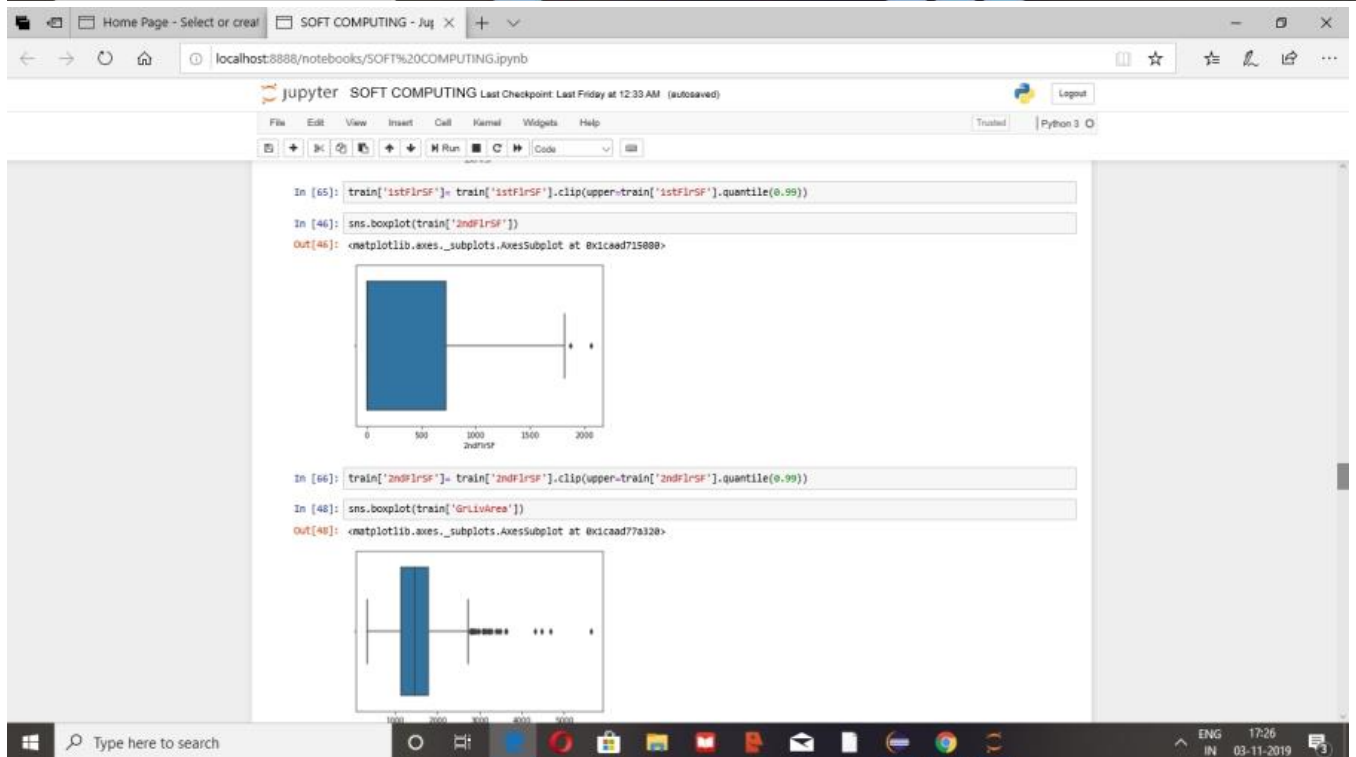 Home Page - Select or creat
SOFT COMPUTING - Jup
localhost:8888/notebooks/SOFT%20COMPUTING.ipynb
jupyter SOFT COMPUTING Last Checkpoint: Last Friday at 12:33 AM (autosaved)
Logout
File Edit View Insert Cell Kernel Widgets Help
Trusted
Python 3
Run
Code
In [65]: train['1stFlrSF']= train['1stFlrSF'].clip(upper=train['1stFlrSF'].quantile(0.99))
In [46]: sns.boxplot(train['2ndFlrSF'])
Out[46]: <matplotlib.axes._subplots.AxesSubplot at 0x1caad715080>
0 500 1000 1500 2000
2ndFlrSF
In [66]: train['2ndFlrSF']= train['2ndFlrSF'].clip(upper=train['2ndFlrSF'].quantile(0.99))
In [48]: sns.boxplot(train['GrLivArea'])
Out[48]: <matplotlib.axes._subplots.AxesSubplot at 0x1caad77a320>
1000 2000 3000 4000 5000
Type here to search
ENG
IN
17:26
03-11-2019
3